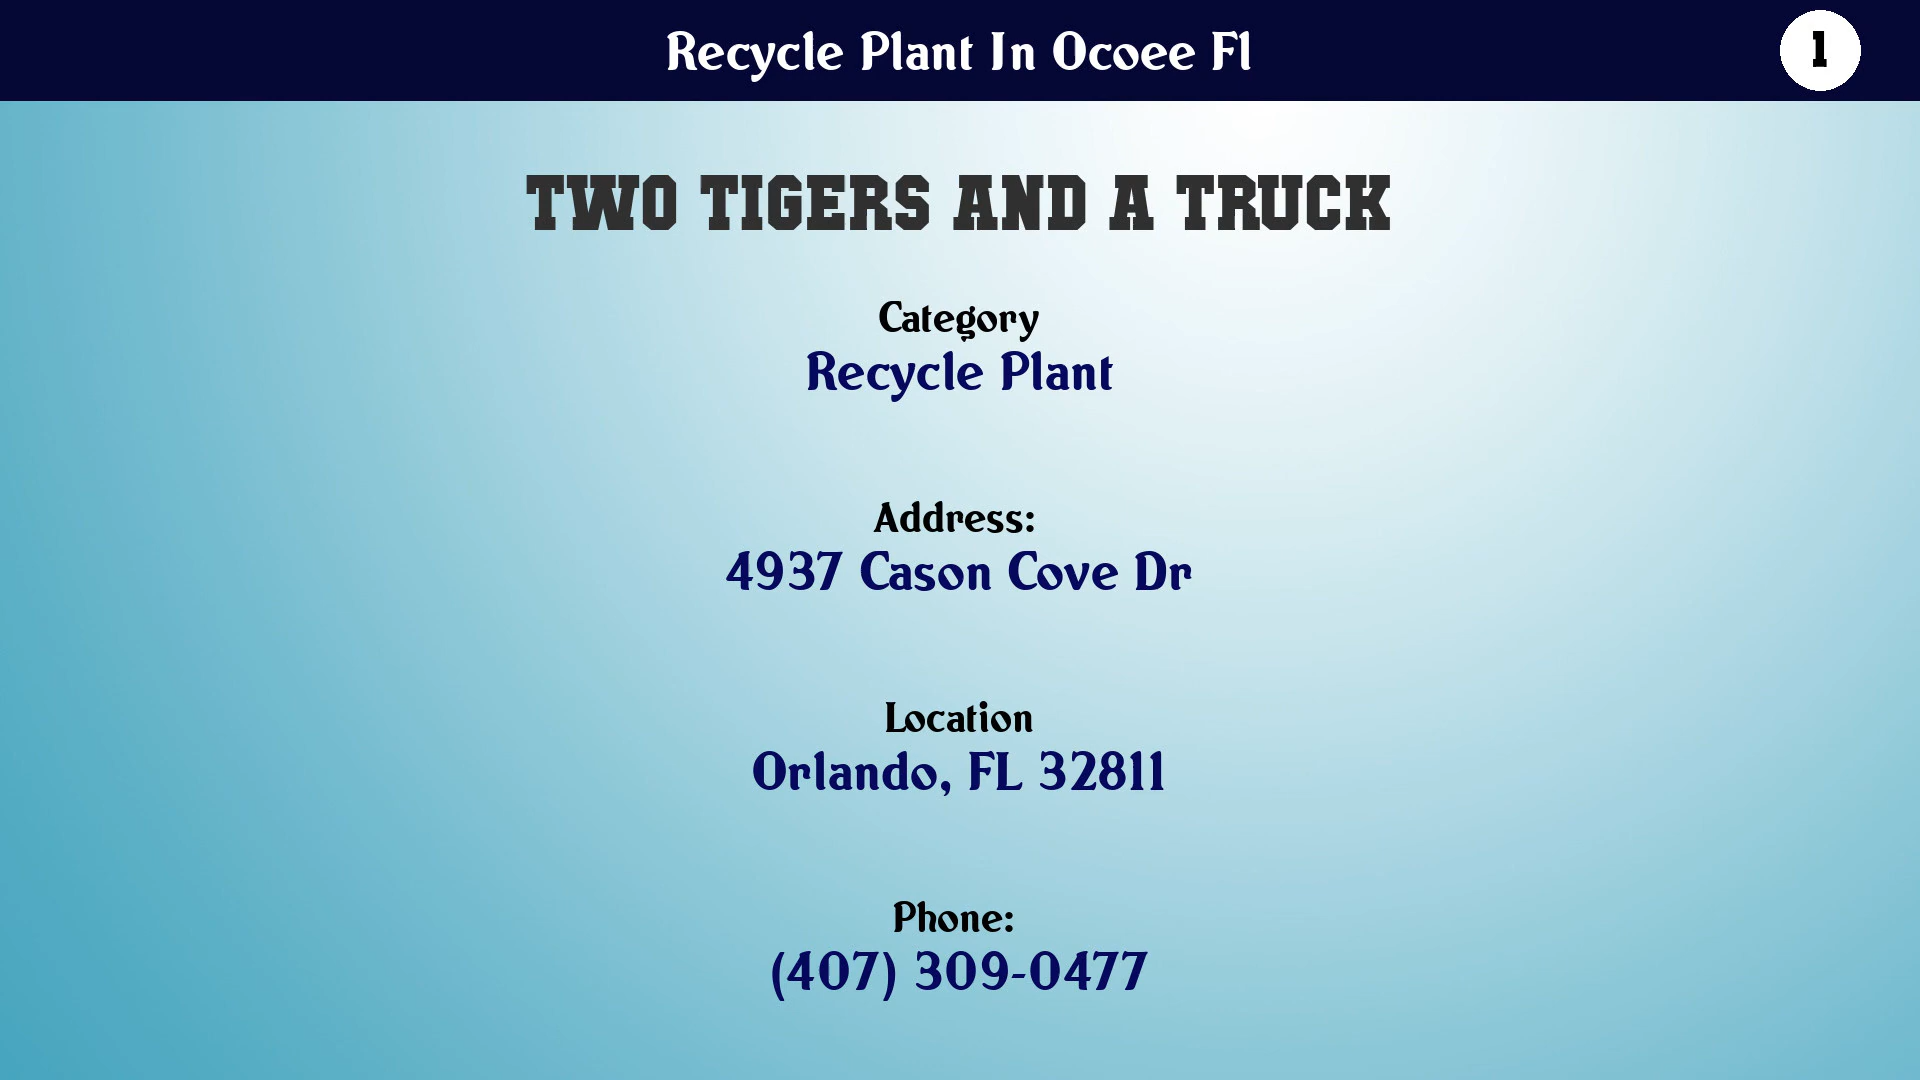 Recycle Plant In Ocoee Fl
1
TWO TIGERS AND A TRUCK
Category
Recycle Plant
Address:
4937 Cason Cove Dr
Location
Orlando, FL 32811
Phone:
(407) 309-0477